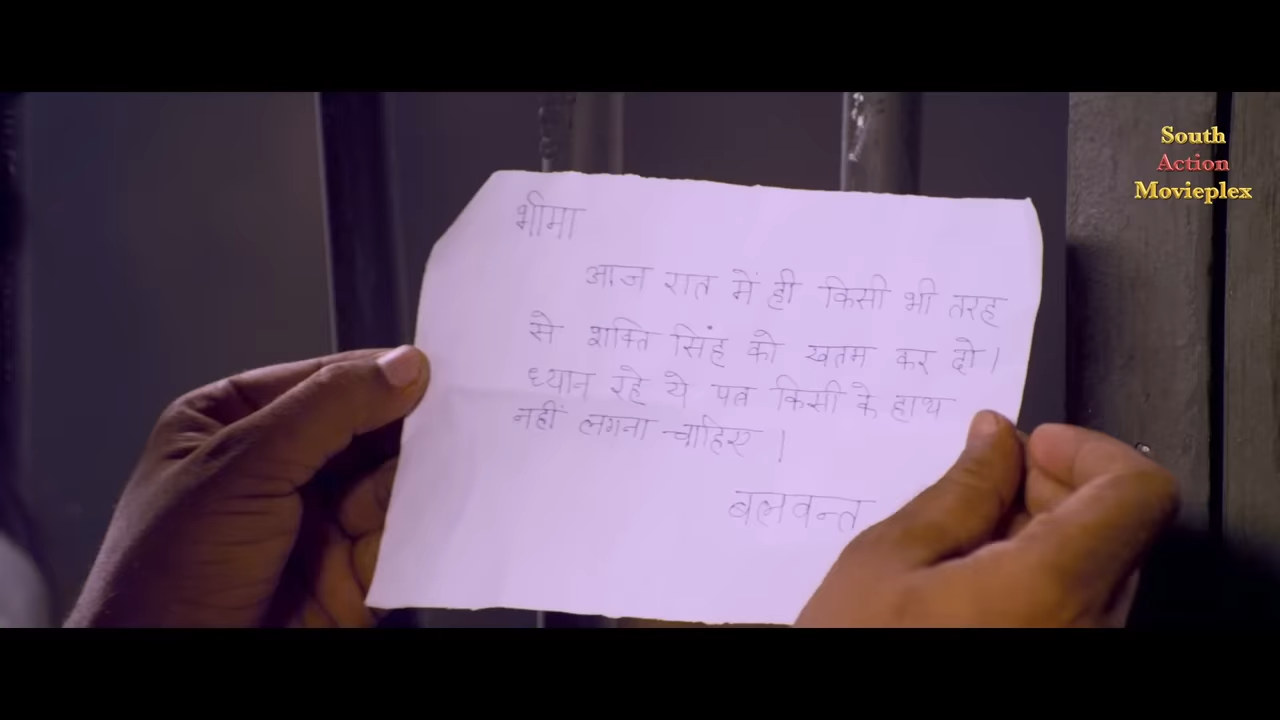 South
Action
Movieplex
भीमा
आज रात में ही किसी भी तरह
से शक्ति सिंह को खतम कर दो।
ध्यान रहे ये पत्र किसी के हाथ
नहीं लगना चाहिए।
बलवन्त